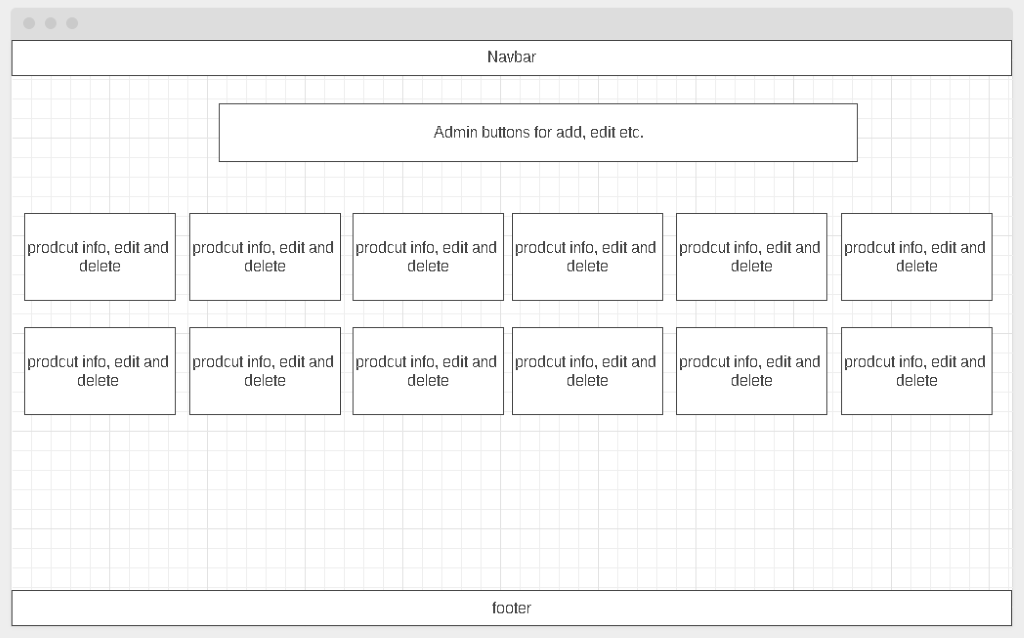 Navbar
Admin buttons for add, edit etc.
prodcut info, edit and
delete
prodcut info, edit and
delete
prodcut info, edit and
delete
prodcut info, edit and
delete
prodcut info, edit and
delete
prodcut info, edit and
delete
prodcut info, edit and
delete
prodcut info, edit and
delete
prodcut info, edit and
delete
prodcut info, edit and
delete
prodcut info, edit and
delete
prodcut info, edit and
delete
footer